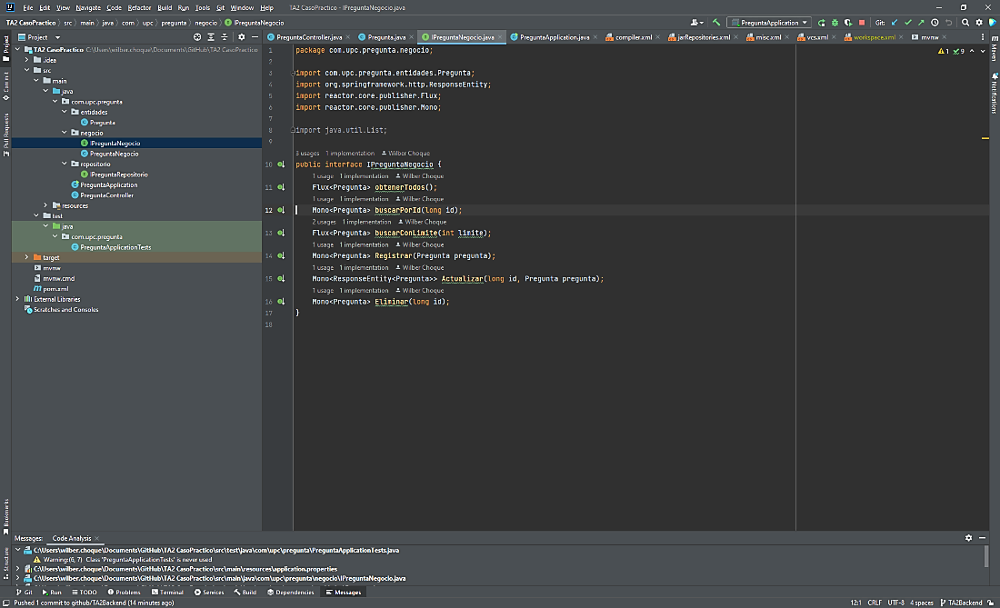 File Edit View Navigate Code Refactor Build Run Tools Git Window Help TA2 CasoPractico - IPreguntaNegocio.java
TA2 CasoPractico src main java com upc pregunta negocio IPreguntaNegocio PreguntaApplication Git:
Project
PreguntaController.java Pregunta.java IPreguntaNegocio.java PreguntaApplication.java compiler.xml jarRepositories.xml misc.xml vcs.xml workspace.xml mvnw
TA2 CasoPractico C:\Users\wilber.choque\Documents\GitHub\TA2 CasoPractico
.idea
src
main
java
com.upc.pregunta
entidades
Pregunta
negocio
IPreguntaNegocio
PreguntaNegocio
repositorio
IPreguntaRepositorio
PreguntaApplication
PreguntaController
resources
test
java
com.upc.pregunta
PreguntaApplicationTests
target
mvnw
mvnw.cmd
pom.xml
External Libraries
Scratches and Consoles
Project
Commit
Pull Requests
Bookmarks
Structure
1 package com.upc.pregunta.negocio;
2
3 import com.upc.pregunta.entidades.Pregunta;
4 import org.springframework.http.ResponseEntity;
5 import reactor.core.publisher.Flux;
6 import reactor.core.publisher.Mono;
7
8 import java.util.List;
9
3 usages 1 implementation Wilber Choque
10 public interface IPreguntaNegocio {
1 usage 1 implementation Wilber Choque
11 Flux<Pregunta> obtenerTodos();
1 usage 1 implementation Wilber Choque
12 Mono<Pregunta> buscarPorId(long id);
2 usages 1 implementation Wilber Choque
13 Flux<Pregunta> buscarConLimite(int limite);
1 usage 1 implementation Wilber Choque
14 Mono<Pregunta> Registrar(Pregunta pregunta);
1 usage 1 implementation Wilber Choque
15 Mono<ResponseEntity<Pregunta>> Actualizar(long id, Pregunta pregunta);
1 usage 1 implementation Wilber Choque
16 Mono<Pregunta> Eliminar(long id);
17 }
18
1 9
Maven
Notifications
Messages: Code Analysis
C:\Users\wilber.choque\Documents\GitHub\TA2 CasoPractico\src\test\java\com\upc\pregunta\PreguntaApplicationTests.java
Warning:(6, 7) Class 'PreguntaApplicationTests' is never used
C:\Users\wilber.choque\Documents\GitHub\TA2 CasoPractico\src\main\resources\application.properties
C:\Users\wilber.choque\Documents\GitHub\TA2 CasoPractico\src\main\java\com\upc\pregunta\negocio\IPreguntaNegocio.java
Git Run TODO Problems Terminal Services Build Dependencies Messages
Pushed 1 commit to github/TA2Backend (14 minutes ago) 12:1 CRLF UTF-8 4 spaces TA2Backend